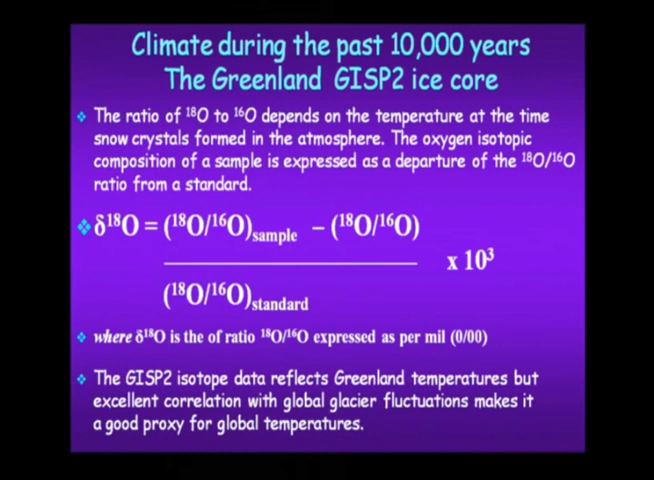 Climate during the past 10,000 years
The Greenland GISP2 ice core
❖ The ratio of ¹⁸O to ¹⁶O depends on the temperature at the time
snow crystals formed in the atmosphere. The oxygen isotopic
composition of a sample is expressed as a departure of the ¹⁸O/¹⁶O
ratio from a standard.
❖ δ¹⁸O = (¹⁸O/¹⁶O)sample – (¹⁸O/¹⁶O)
x 10³
(¹⁸O/¹⁶O)standard
❖ where δ¹⁸O is the of ratio ¹⁸O/¹⁶O expressed as per mil (0/00)
❖ The GISP2 isotope data reflects Greenland temperatures but
excellent correlation with global glacier fluctuations makes it
a good proxy for global temperatures.